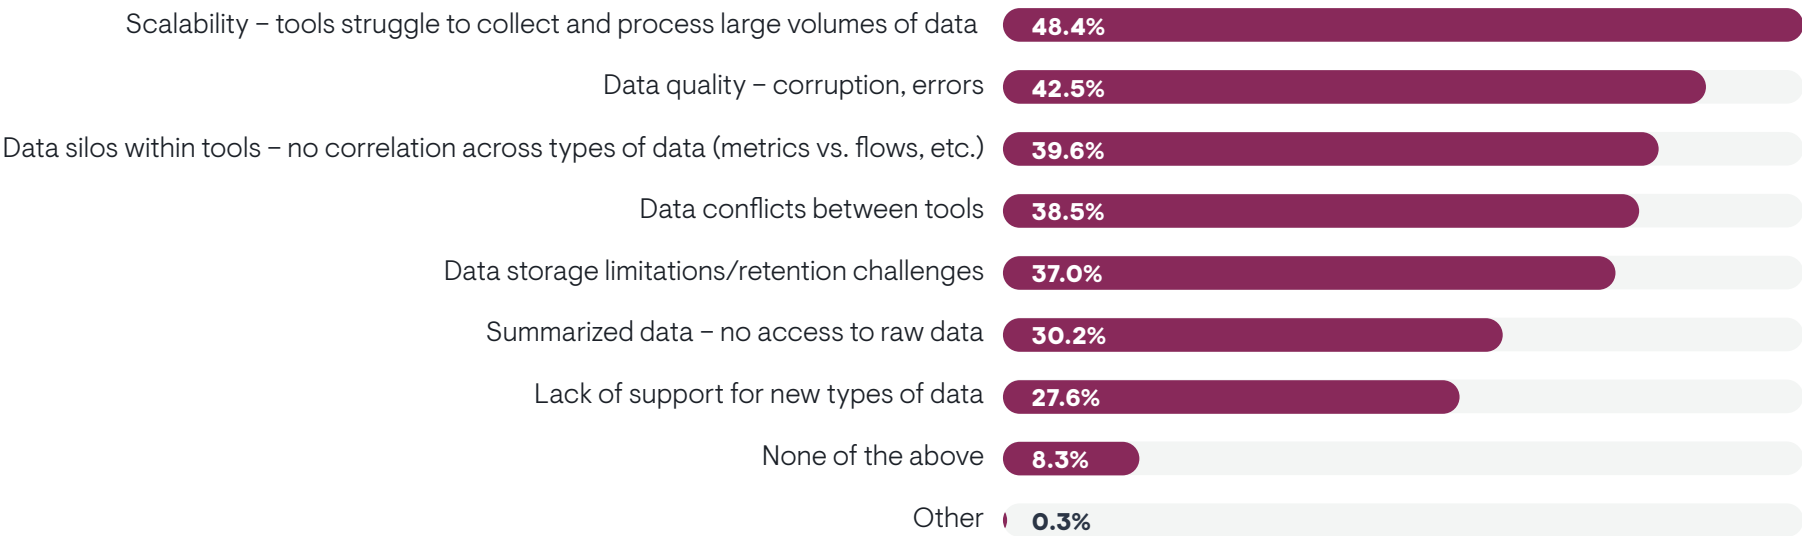 Scalability – tools struggle to collect and process large volumes of data 48.4%
Data quality – corruption, errors 42.5%
Data silos within tools – no correlation across types of data (metrics vs. flows, etc.) 39.6%
Data conflicts between tools 38.5%
Data storage limitations/retention challenges 37.0%
Summarized data – no access to raw data 30.2%
Lack of support for new types of data 27.6%
None of the above 8.3%
Other 0.3%